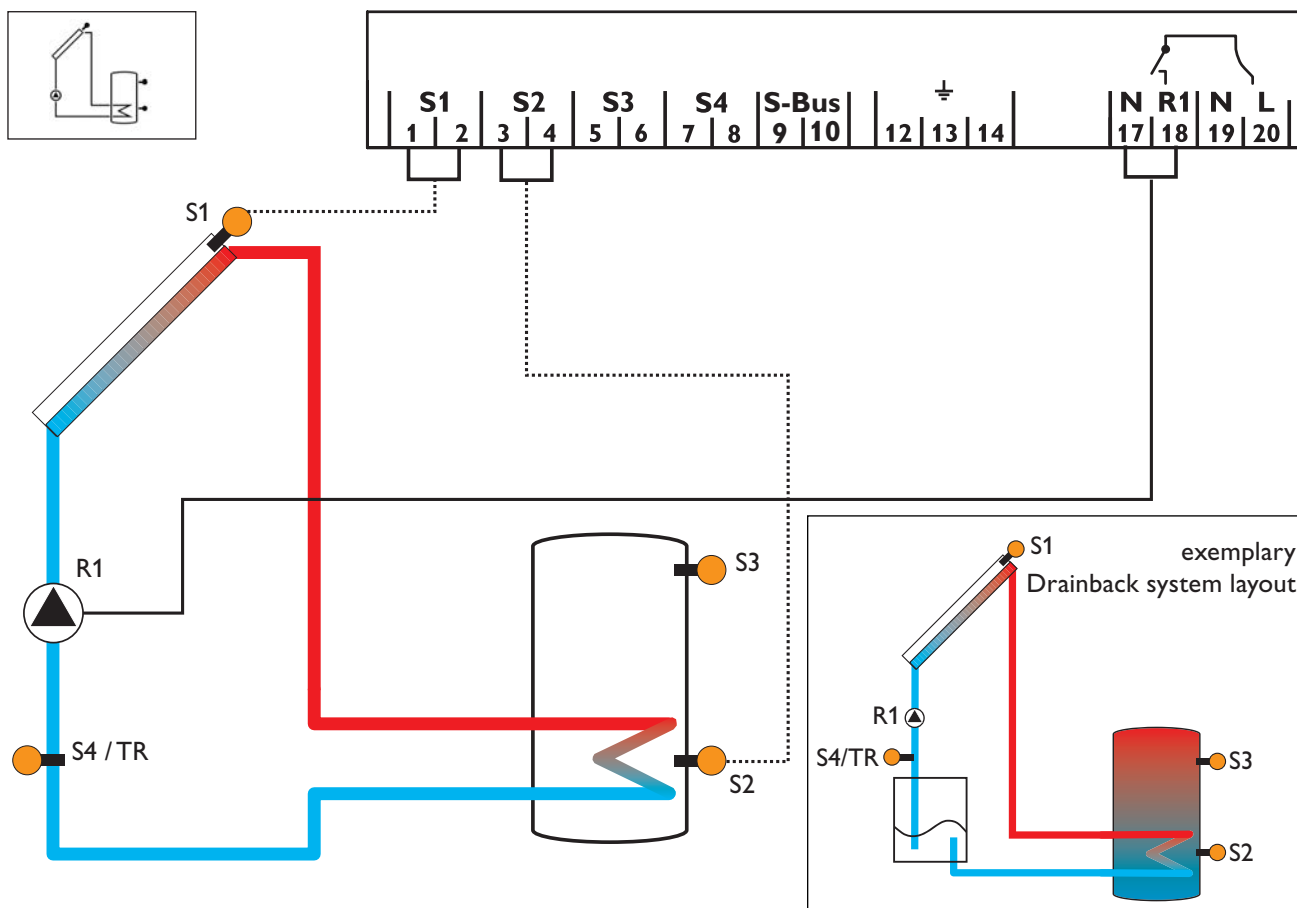 S1 S2 S3 S4 S-Bus N R1 N L
1 2 3 4 5 6 7 8 9 10 12 13 14 17 18 19 20
S1
R1
S3
S4 / TR
S2
exemplary
Drainback system layout
S1
R1
S4/TR
S3
S2